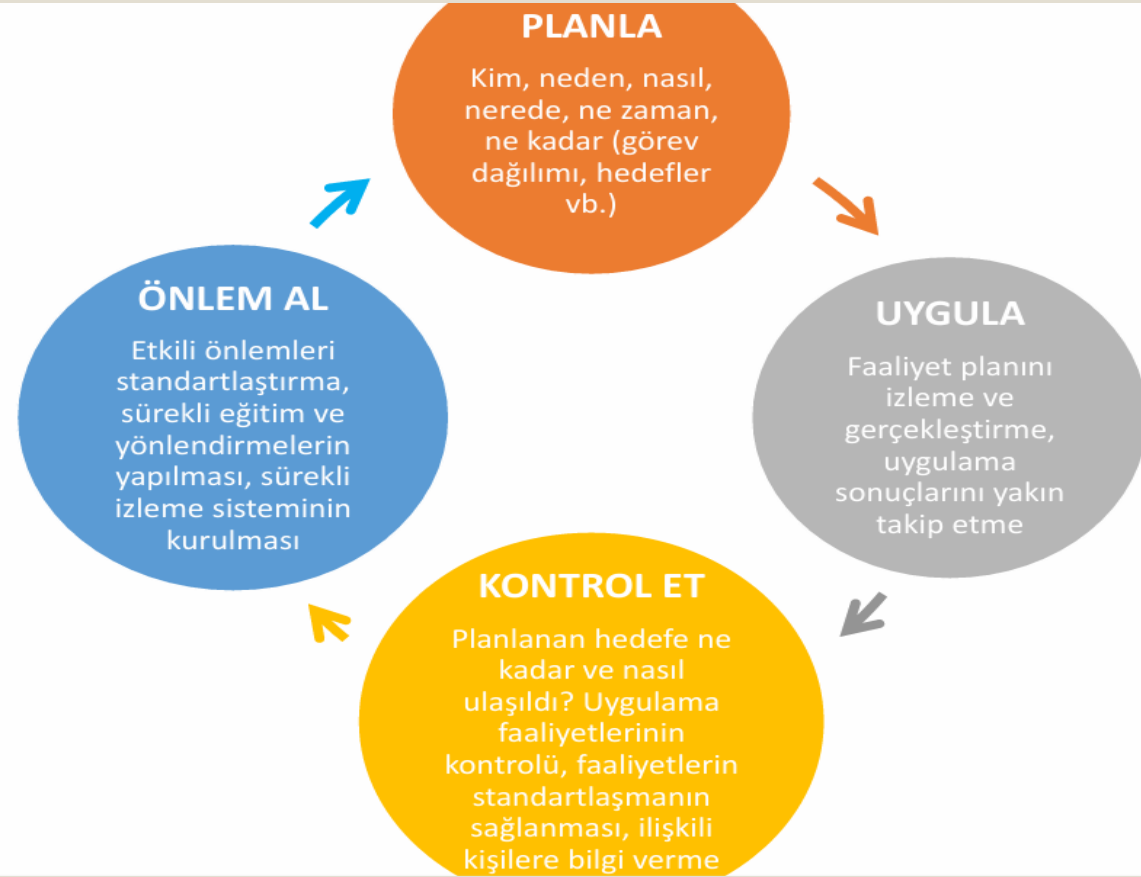 PLANLA
Kim, neden, nasıl,
nerede, ne zaman,
ne kadar (görev
dağılımı, hedefler
vb.)
UYGULA
Faaliyet planını
izleme ve
gerçekleştirme,
uygulama
sonuçlarını yakın
takip etme
KONTROL ET
Planlanan hedefe ne
kadar ve nasıl
ulaşıldı? Uygulama
faaliyetlerinin
kontrolü, faaliyetlerin
standartlaşmanın
sağlanması, ilişkili
kişilere bilgi verme
ÖNLEM AL
Etkili önlemleri
standartlaştırma,
sürekli eğitim ve
yönlendirmelerin
yapılması, sürekli
izleme sisteminin
kurulması